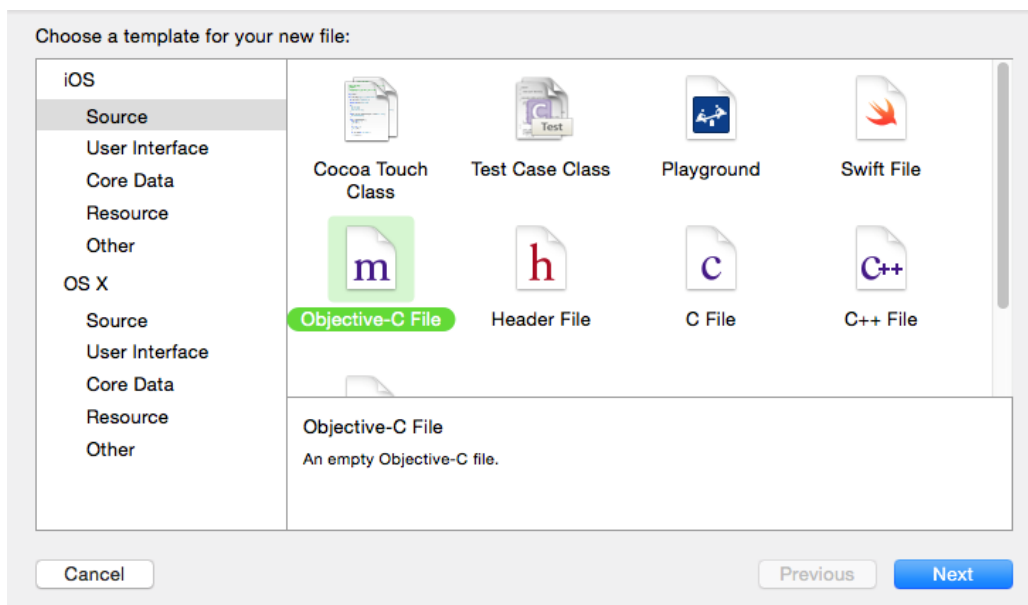 Choose a template for your new file:
iOS
Source
User Interface
Core Data
Resource
Other
OS X
Source
User Interface
Core Data
Resource
Other
Cocoa Touch
Class
Test
Test Case Class
Playground
Swift File
m
Objective-C File
h
Header File
c
C File
C++
C++ File
Objective-C File
An empty Objective-C file.
Cancel
Previous
Next